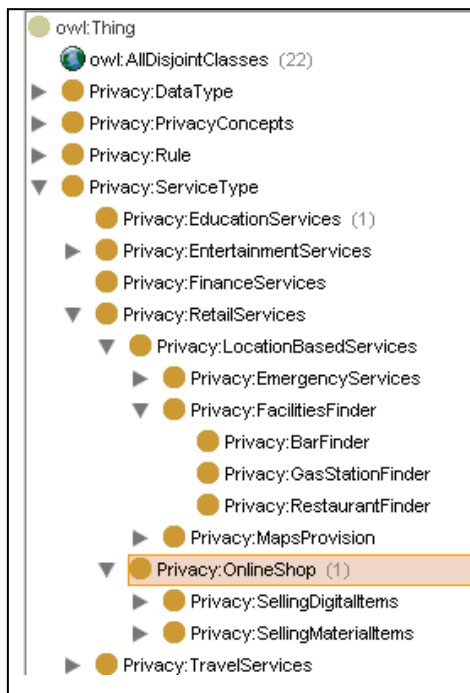 owl:Thing
owl:AllDisjointClasses (22)
Privacy:DataType
Privacy:PrivacyConcepts
Privacy:Rule
Privacy:ServiceType
Privacy:EducationServices (1)
Privacy:EntertainmentServices
Privacy:FinanceServices
Privacy:RetailServices
Privacy:LocationBasedServices
Privacy:EmergencyServices
Privacy:FacilitiesFinder
Privacy:BarFinder
Privacy:GasStationFinder
Privacy:RestaurantFinder
Privacy:MapsProvision
Privacy:OnlineShop (1)
Privacy:SellingDigitalItems
Privacy:SellingMaterialItems
Privacy:TravelServices